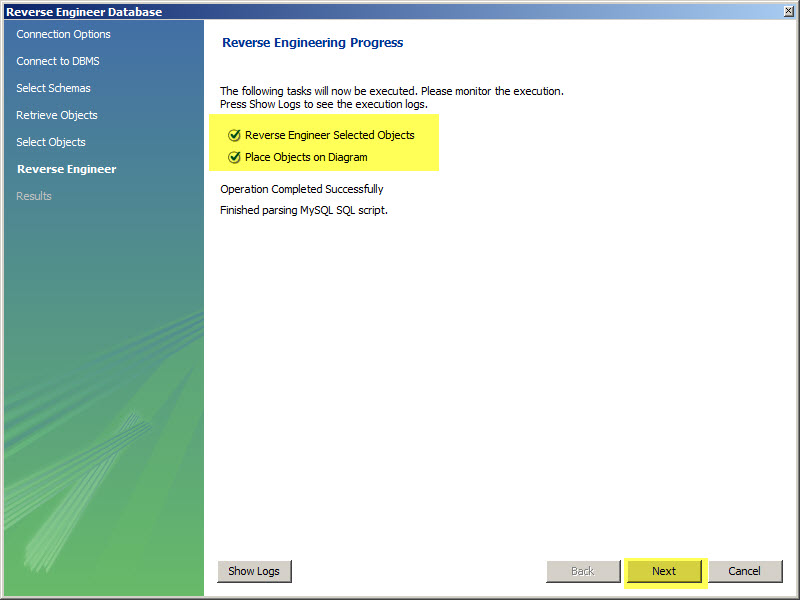 Reverse Engineer Database
Connection Options
Connect to DBMS
Select Schemas
Retrieve Objects
Select Objects
Reverse Engineer
Results
Reverse Engineering Progress
The following tasks will now be executed. Please monitor the execution.
Press Show Logs to see the execution logs.
Reverse Engineer Selected Objects
Place Objects on Diagram
Operation Completed Successfully
Finished parsing MySQL SQL script.
Show Logs
Back
Next
Cancel